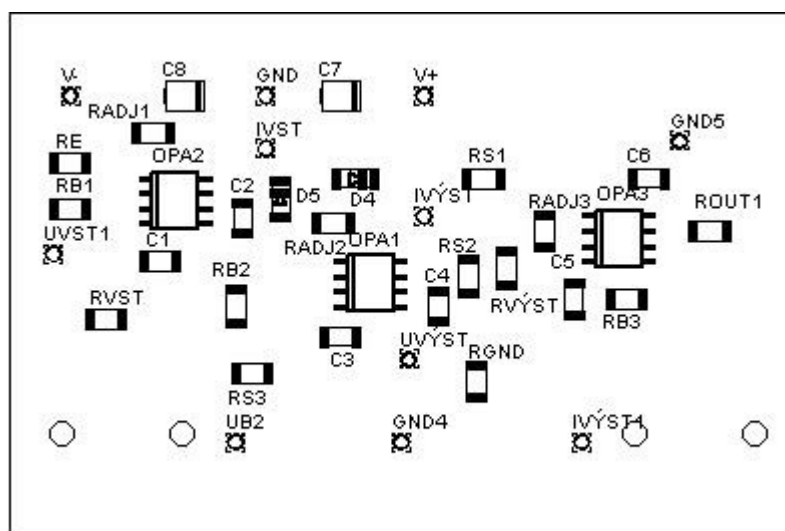 V-
C8
GND
C7
V+
RADJ1
IVST
GND5
RE
OPA2
RS1
C6
RB1
C2
D5
D4
IVÝST
RADJ3
OPA3
ROUT1
UVST1
C1
RADJ2
OPA1
RS2
RB2
C4
C5
RVST
RVÝST
RB3
C3
UVÝST
RGND
RS3
UB2
GND4
IVÝST1